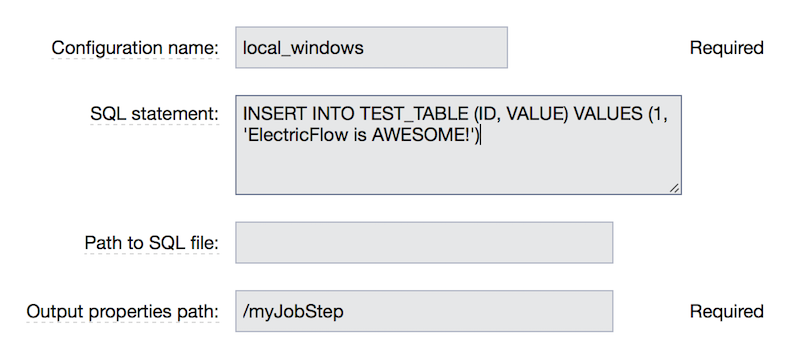 Configuration name: local_windows Required
SQL statement: INSERT INTO TEST_TABLE (ID, VALUE) VALUES (1,
'ElectricFlow is AWESOME!')
Path to SQL file:
Output properties path: /myJobStep Required